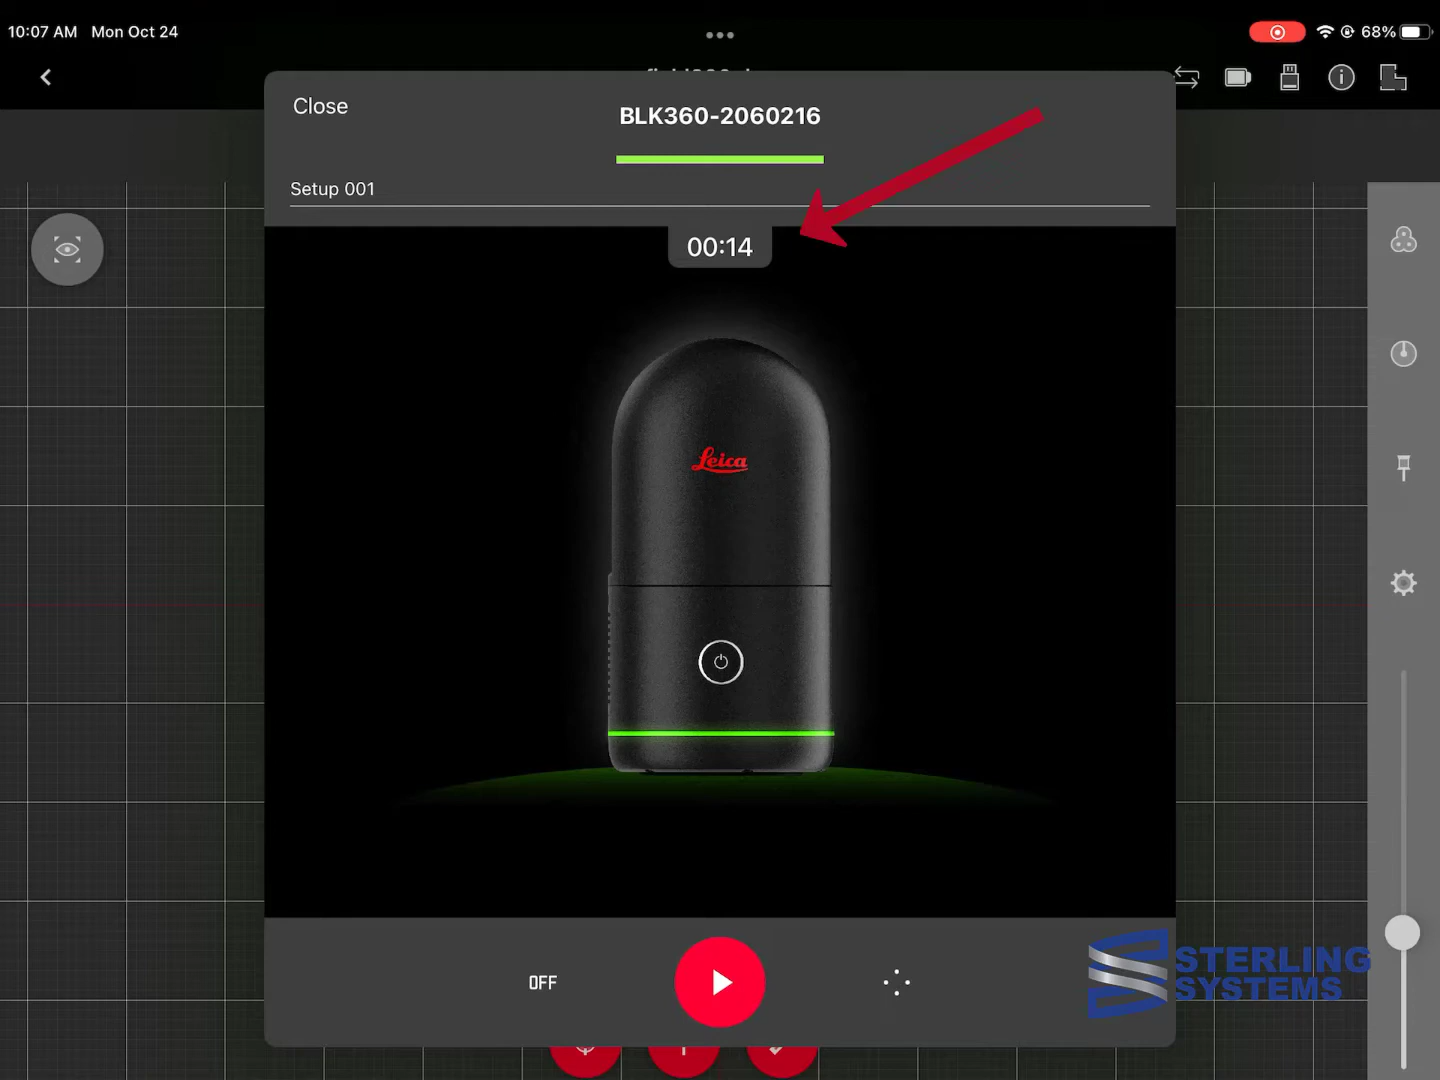 10:07 AM Mon Oct 24
68%
Close
BLK360-2060216
Setup 001
00:14
Leica
OFF
STERLING
SYSTEMS